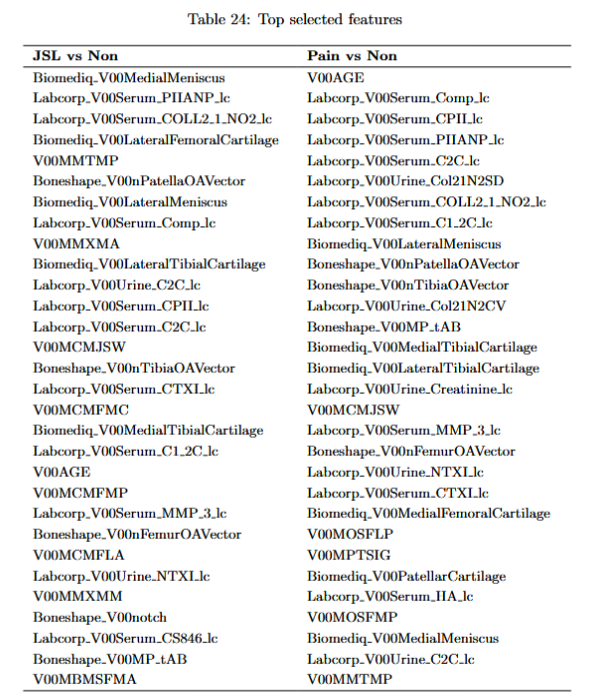 Table 24: Top selected features
JSL vs Non Pain vs Non
Biomediq_V00MedialMeniscus V00AGE
Labcorp_V00Serum_PIIANP_lc Labcorp_V00Serum_Comp_lc
Labcorp_V00Serum_COLL2_1_NO2_lc Labcorp_V00Serum_CPII_lc
Biomediq_V00LateralFemoralCartilage Labcorp_V00Serum_PIIANP_lc
V00MMTMP Labcorp_V00Serum_C2C_lc
Boneshape_V00nPatellaOAVector Labcorp_V00Urine_Col21N2SD
Biomediq_V00LateralMeniscus Labcorp_V00Serum_COLL2_1_NO2_lc
Labcorp_V00Serum_Comp_lc Labcorp_V00Serum_C1_2C_lc
V00MMXMA Biomediq_V00LateralMeniscus
Biomediq_V00LateralTibialCartilage Boneshape_V00nPatellaOAVector
Labcorp_V00Urine_C2C_lc Boneshape_V00nTibiaOAVector
Labcorp_V00Serum_CPII_lc Labcorp_V00Urine_Col21N2CV
Labcorp_V00Serum_C2C_lc Boneshape_V00MP_tAB
V00MCMJSW Biomediq_V00MedialTibialCartilage
Boneshape_V00nTibiaOAVector Biomediq_V00LateralTibialCartilage
Labcorp_V00Serum_CTXI_lc Labcorp_V00Urine_Creatinine_lc
V00MCMFMC V00MCMJSW
Biomediq_V00MedialTibialCartilage Labcorp_V00Serum_MMP_3_lc
Labcorp_V00Serum_C1_2C_lc Boneshape_V00nFemurOAVector
V00AGE Labcorp_V00Urine_NTXI_lc
V00MCMFMP Labcorp_V00Serum_CTXI_lc
Labcorp_V00Serum_MMP_3_lc Biomediq_V00MedialFemoralCartilage
Boneshape_V00nFemurOAVector V00MOSFLP
V00MCMFLA V00MPTSIG
Labcorp_V00Urine_NTXI_lc Biomediq_V00PatellarCartilage
V00MMXMM Labcorp_V00Serum_HA_lc
Boneshape_V00notch V00MOSFMP
Labcorp_V00Serum_CS846_lc Biomediq_V00MedialMeniscus
Boneshape_V00MP_tAB Labcorp_V00Urine_C2C_lc
V00MBMSFMA V00MMTMP